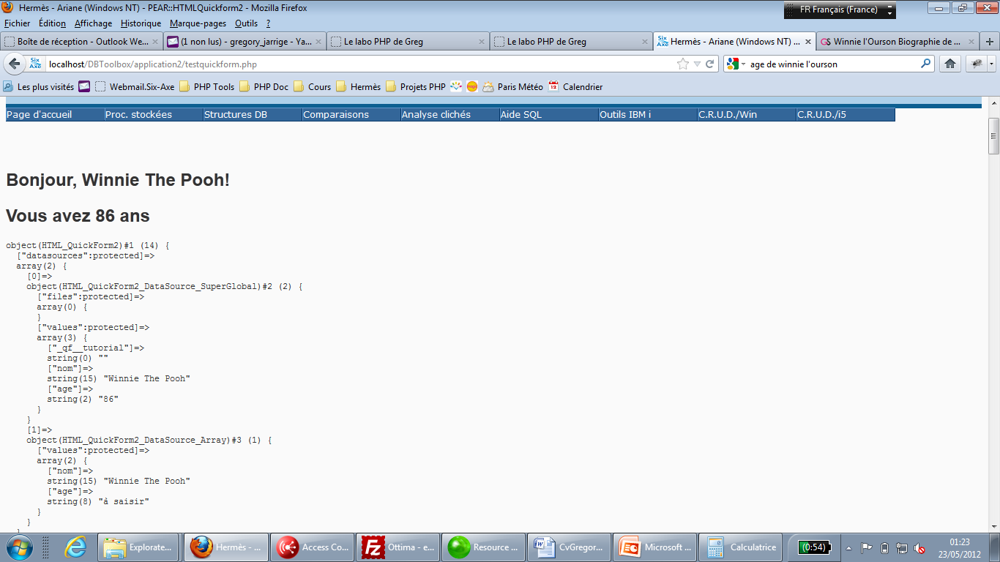 Hermès - Ariane (Windows NT) - PEAR::HTMLQuickform2 - Mozilla Firefox
FR Français (France)
Fichier Édition Affichage Historique Marque-pages Outils ?
Boîte de réception - Outlook We...
(1 non lus) - gregory_jarrige - Ya...
Le labo PHP de Greg
Le labo PHP de Greg
Six Axe
Hermès - Ariane (Windows NT) ...
GS
Winnie l'Ourson Biographie de ...
Six Axe
localhost/DBToolbox/application2/testquickform.php
age de winnie l'ourson
Les plus visités
Webmail.Six-Axe
PHP Tools
PHP Doc
Cours
Hermès
Projets PHP
Paris Météo
12
Calendrier
Page d'accueil Proc. stockées Structures DB Comparaisons Analyse clichés Aide SQL Outils IBM i C.R.U.D./Win C.R.U.D./i5
Bonjour, Winnie The Pooh!
Vous avez 86 ans
object(HTML_QuickForm2)#1 (14) {
["datasources":protected]=>
array(2) {
[0]=>
object(HTML_QuickForm2_DataSource_SuperGlobal)#2 (2) {
["files":protected]=>
array(0) {
}
["values":protected]=>
array(3) {
["_qf__tutorial"]=>
string(0) ""
["nom"]=>
string(15) "Winnie The Pooh"
["age"]=>
string(2) "86"
}
}
[1]=>
object(HTML_QuickForm2_DataSource_Array)#3 (1) {
["values":protected]=>
array(2) {
["nom"]=>
string(15) "Winnie The Pooh"
["age"]=>
string(8) "à saisir"
}
}
Explorate...
Hermès - ...
Access Co...
Fz
Ottima - e...
Resource ...
W
CvGregor...
Microsoft ...
Calculatrice
(0:54)
01:23
23/05/2012